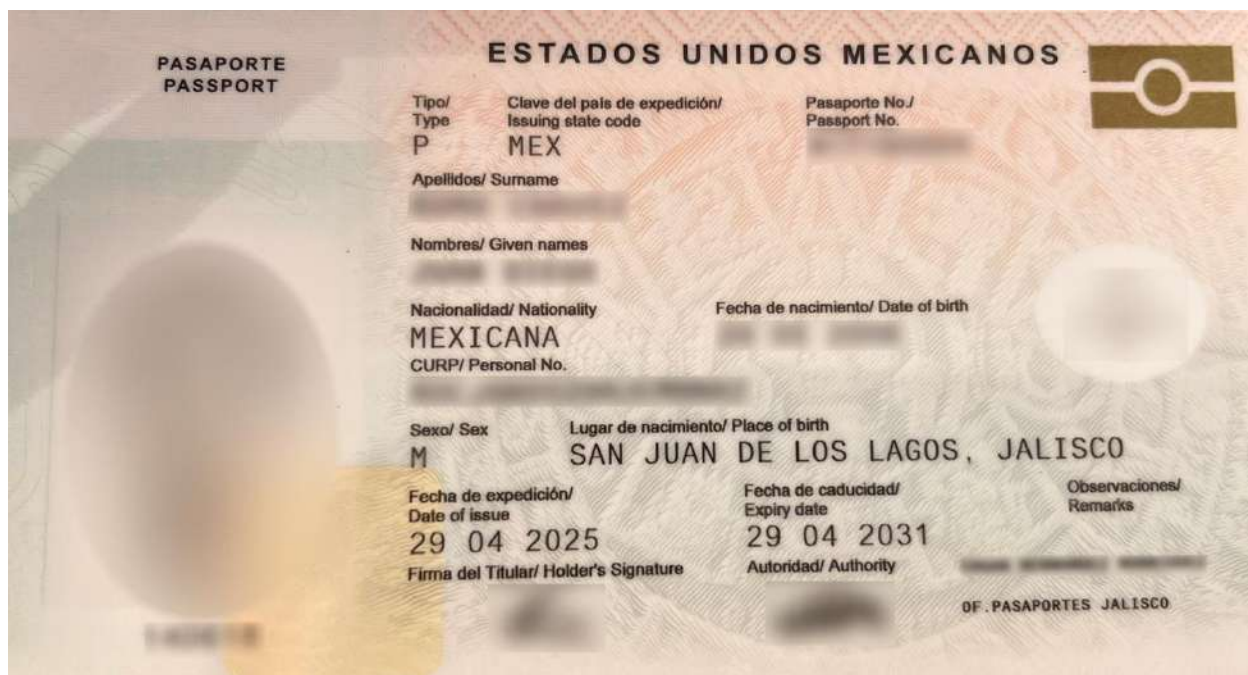 PASAPORTE
PASSPORT
ESTADOS UNIDOS MEXICANOS
Tipo/ Clave del país de expedición/ Pasaporte No./
Type Issuing state code Passport No.
P MEX
Apellidos/ Surname
Nombres/ Given names
Nacionalidad/ Nationality Fecha de nacimiento/ Date of birth
MEXICANA
CURP/ Personal No.
Sexo/ Sex Lugar de nacimiento/ Place of birth
M SAN JUAN DE LOS LAGOS, JALISCO
Fecha de expedición/ Fecha de caducidad/ Observaciones/
Date of issue Expiry date Remarks
29 04 2025 29 04 2031
Firma del Titular/ Holder's Signature Autoridad/ Authority
OF.PASAPORTES JALISCO